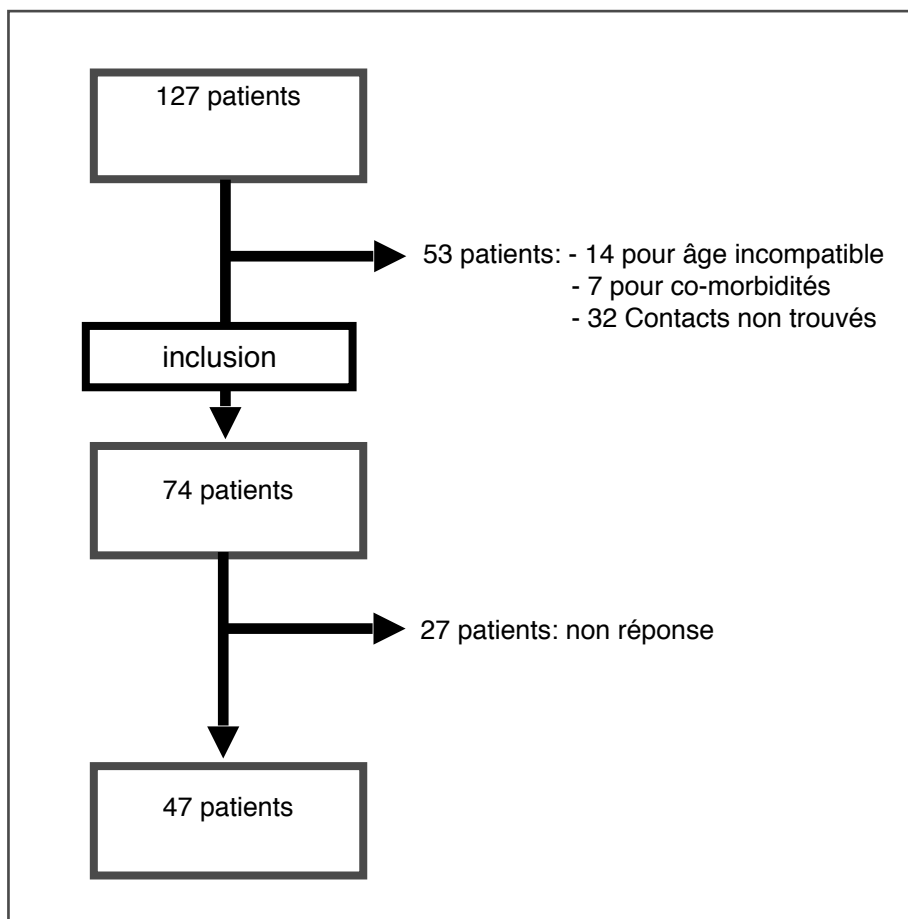 127 patients
53 patients: - 14 pour âge incompatible
- 7 pour co-morbidités
- 32 Contacts non trouvés
inclusion
74 patients
27 patients: non réponse
47 patients